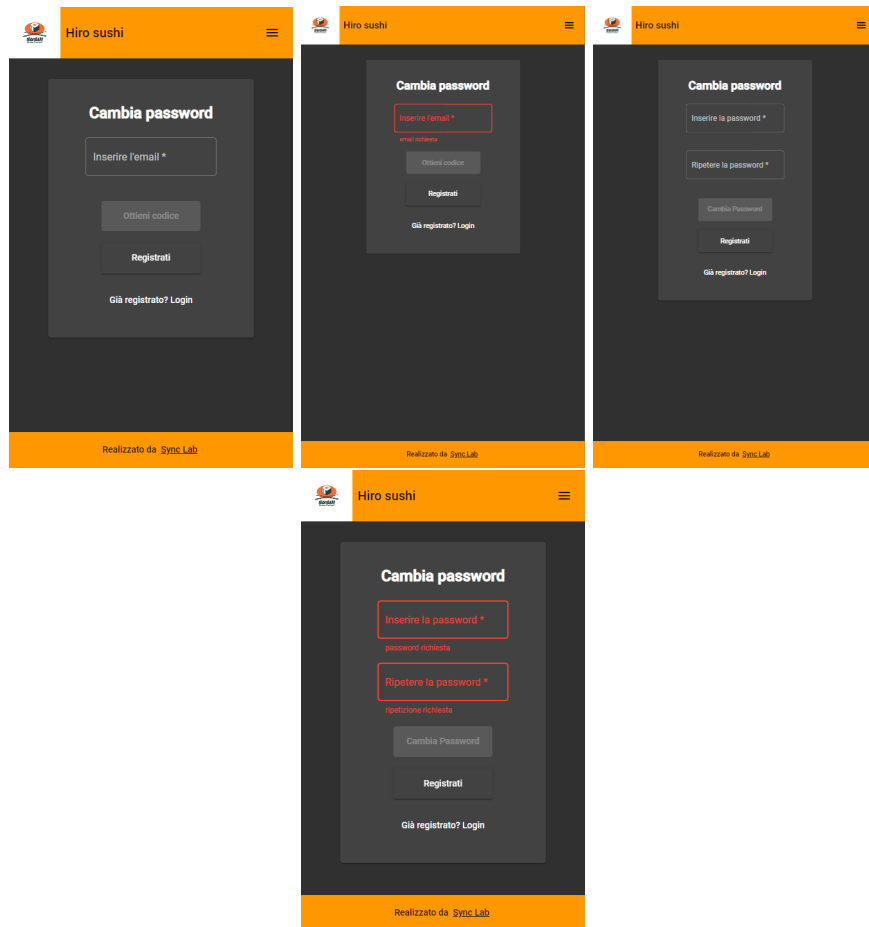 Hiro sushi
Cambia password
Inserire l'email *
Ottieni codice
Registrati
Già registrato? Login
Realizzato da Sync Lab
Hiro sushi
Cambia password
Inserire l'email *
email richiesta
Ottieni codice
Registrati
Già registrato? Login
Realizzato da Sync Lab
Hiro sushi
Cambia password
Inserire la password *
Ripetere la password *
Cambia Password
Registrati
Già registrato? Login
Realizzato da Sync Lab
Hiro sushi
Cambia password
Inserire la password *
password richiesta
Ripetere la password *
ripetizione richiesta
Cambia Password
Registrati
Già registrato? Login
Realizzato da Sync Lab